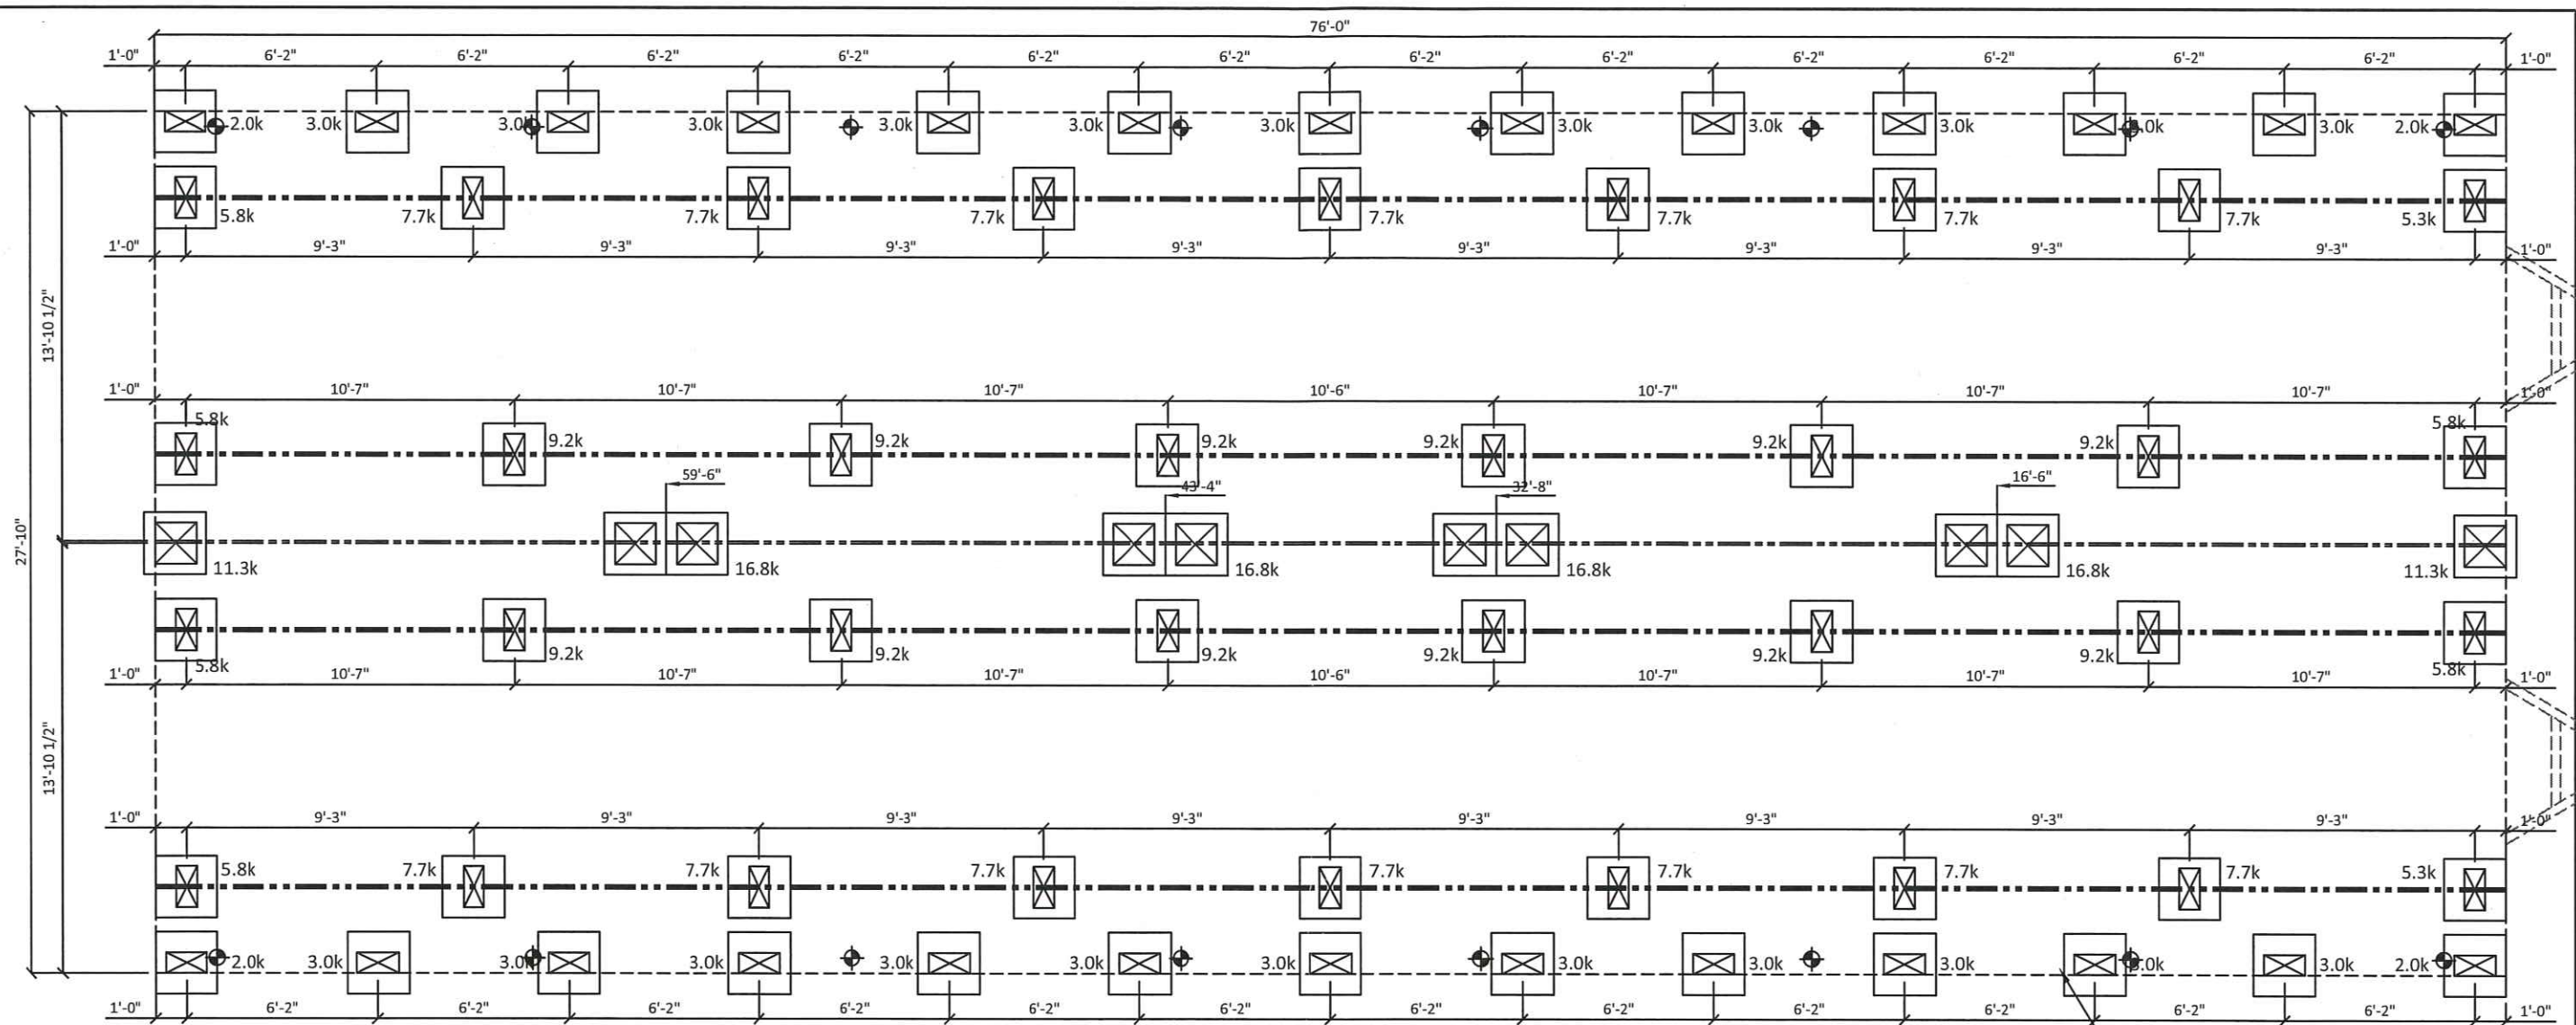 76'-0"
1'-0" 6'-2" 6'-2" 6'-2" 6'-2" 6'-2" 6'-2" 6'-2" 6'-2" 6'-2" 6'-2" 6'-2" 6'-2" 1'-0"
2.0k 3.0k 3.0k 3.0k 3.0k 3.0k 3.0k 3.0k 3.0k 3.0k 3.0k 3.0k 2.0k
5.8k 7.7k 7.7k 7.7k 7.7k 7.7k 7.7k 7.7k 5.3k
1'-0" 9'-3" 9'-3" 9'-3" 9'-3" 9'-3" 9'-3" 9'-3" 9'-3" 1'-0"
13'-10 1/2"
1'-0" 10'-7" 10'-7" 10'-7" 10'-6" 10'-7" 10'-7" 10'-7" 1'-0"
5.8k 9.2k 9.2k 9.2k 9.2k 9.2k 9.2k 5.8k
59'-6" 43'-4" 32'-8" 16'-6"
27'-10"
11.3k 16.8k 16.8k 16.8k 16.8k 11.3k
5.8k 9.2k 9.2k 9.2k 9.2k 9.2k 9.2k 5.8k
1'-0" 10'-7" 10'-7" 10'-7" 10'-6" 10'-7" 10'-7" 10'-7" 1'-0"
13'-10 1/2"
1'-0" 9'-3" 9'-3" 9'-3" 9'-3" 9'-3" 9'-3" 9'-3" 9'-3" 1'-0"
5.8k 7.7k 7.7k 7.7k 7.7k 7.7k 7.7k 7.7k 5.3k
2.0k 3.0k 3.0k 3.0k 3.0k 3.0k 3.0k 3.0k 3.0k 3.0k 3.0k 3.0k 2.0k
1'-0" 6'-2" 6'-2" 6'-2" 6'-2" 6'-2" 6'-2" 6'-2" 6'-2" 6'-2" 6'-2" 6'-2" 6'-2" 1'-0"